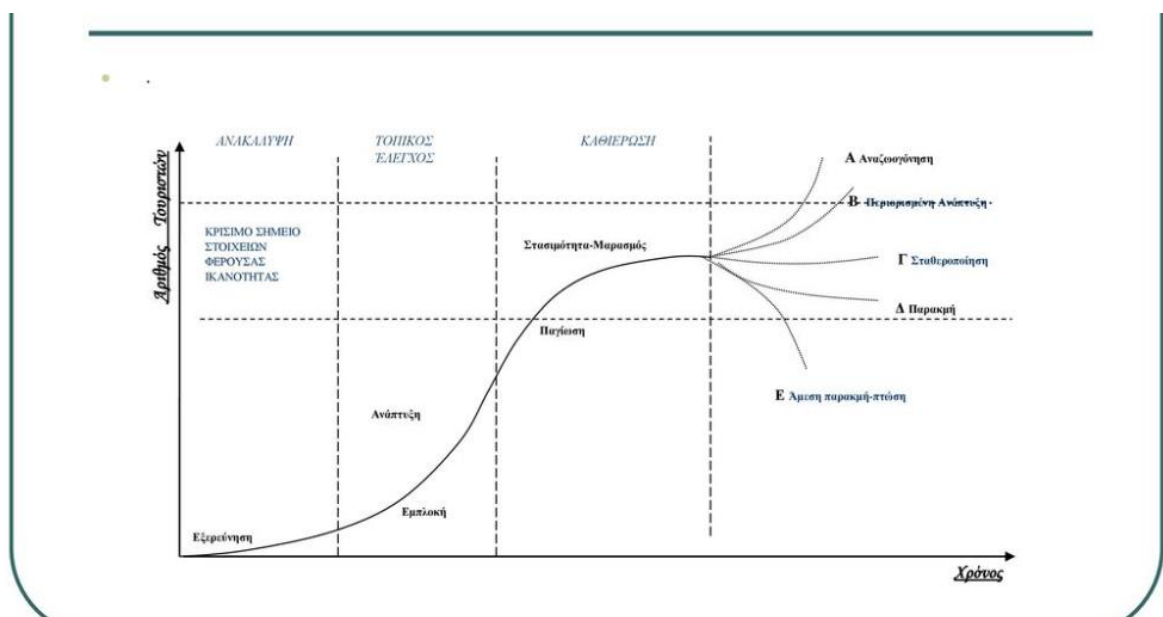 ΑΝΑΚΑΛΥΨΗ
ΤΟΠΙΚΟΣ
ΈΛΕΓΧΟΣ
ΚΑΘΙΕΡΩΣΗ
Αριθμός Τουριστών
Α Αναζωογόνηση
Β Περιορισμένη Ανάπτυξη
ΚΡΙΣΙΜΟ ΣΗΜΕΙΟ
ΣΤΟΙΧΕΙΩΝ
ΦΕΡΟΥΣΑΣ
ΙΚΑΝΟΤΗΤΑΣ
Στασιμότητα-Μαρασμός
Γ Σταθεροποίηση
Δ Παρακμή
Παγίωση
Ε Άμεση παρακμή-πτώση
Ανάπτυξη
Εμπλοκή
Εξερεύνηση
Χρόνος